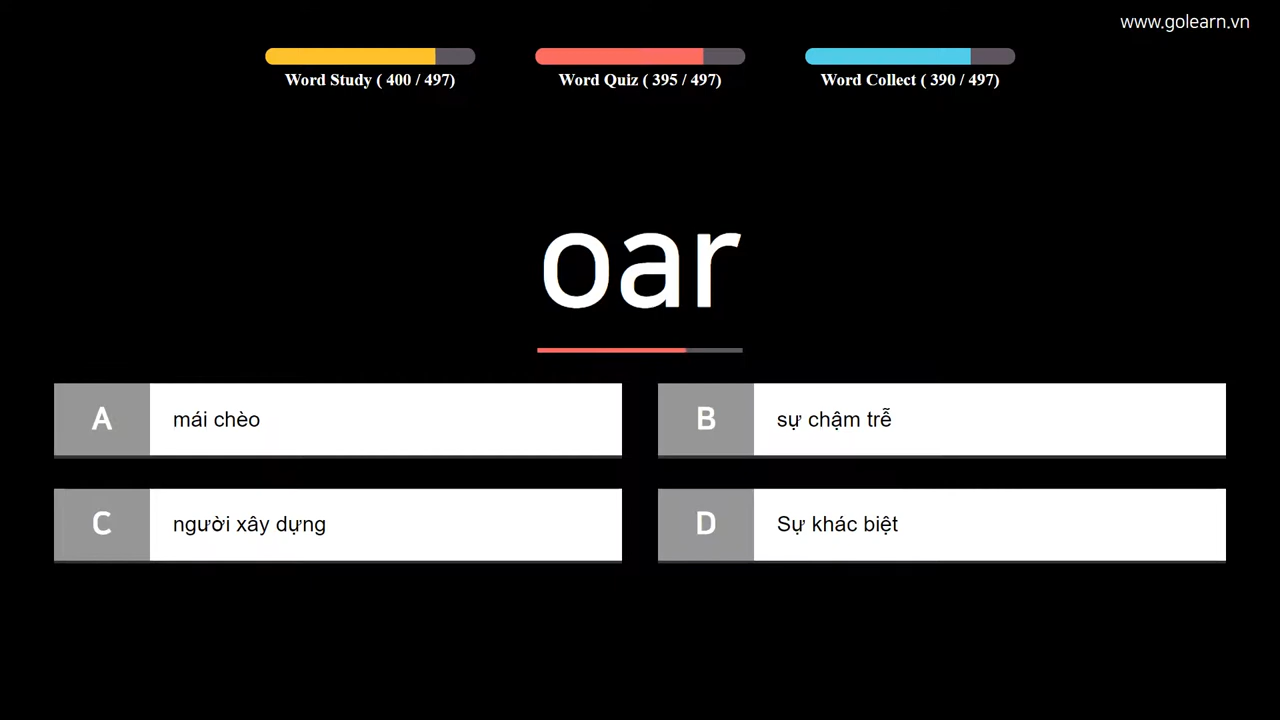 www.golearn.vn
Word Study ( 400 / 497)
Word Quiz ( 395 / 497)
Word Collect ( 390 / 497)
oar
A mái chèo
B sự chậm trễ
C người xây dựng
D Sự khác biệt